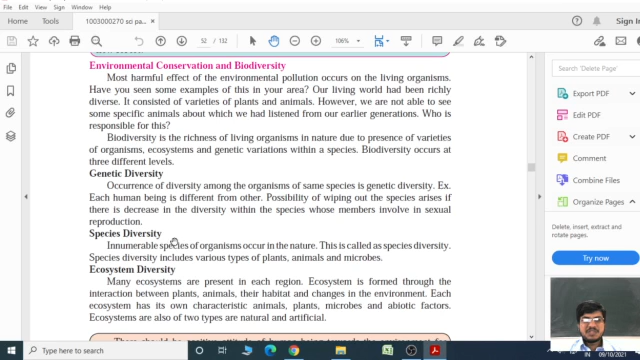 Home
Tools
1003000270 sci pa...
Sign In
52 / 132
106%
Environmental Conservation and Biodiversity
Most harmful effect of the environmental pollution occurs on the living organisms.
Have you seen some examples of this in your area? Our living world had been richly
diverse. It consisted of varieties of plants and animals. However, we are not able to see
some specific animals about which we had listened from our earlier generations. Who is
responsible for this?
Biodiversity is the richness of living organisms in nature due to presence of varieties
of organisms, ecosystems and genetic variations within a species. Biodiversity occurs at
three different levels.
Genetic Diversity
Occurrence of diversity among the organisms of same species is genetic diversity. Ex.
Each human being is different from other. Possibility of wiping out the species arises if
there is decrease in the diversity within the species whose members involve in sexual
reproduction.
Species Diversity
Innumerable species of organisms occur in the nature. This is called as species diversity.
Species diversity includes various types of plants, animals and microbes.
Ecosystem Diversity
Many ecosystems are present in each region. Ecosystem is formed through the
interaction between plants, animals, their habitat and changes in the environment. Each
ecosystem has its own characteristic animals, plants, microbes and abiotic factors.
Ecosystems are also of two types are natural and artificial.
Search 'Delete Page'
Export PDF
Edit PDF
Create PDF
Comment
Combine Files
Organize Pages
Delete, insert, extract
and rotate pages.
Try now
Type here to search
IN
09/10/2021